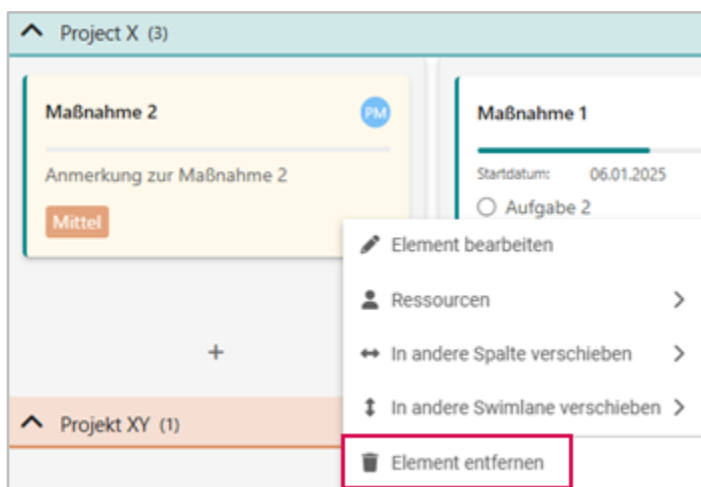 Project X (3)
Maßnahme 2
PM
Anmerkung zur Maßnahme 2
Mittel
Maßnahme 1
Startdatum: 06.01.2025
Aufgabe 2
Element bearbeiten
Ressourcen
In andere Spalte verschieben
In andere Swimlane verschieben
Element entfernen
+
Projekt XY (1)